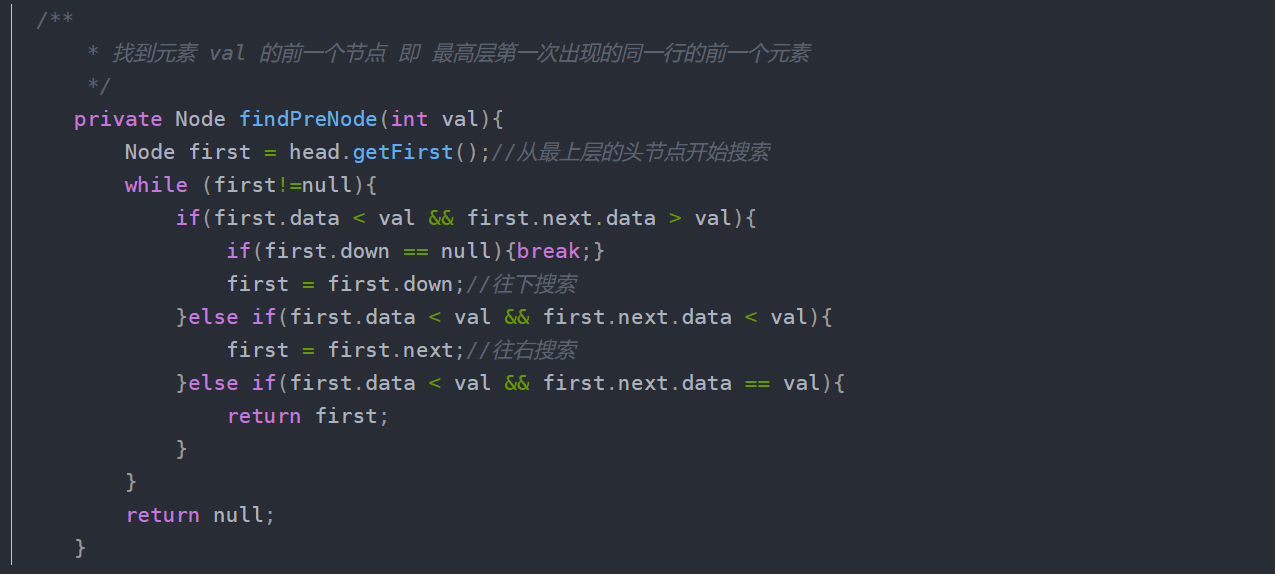 /**
     * 找到元素 val 的前一个节点 即 最高层第一次出现的同一行的前一个元素
     */
    private Node findPreNode(int val){
        Node first = head.getFirst();//从最上层的头节点开始搜索
        while (first!=null){
            if(first.data < val && first.next.data > val){
                if(first.down == null){break;}
                first = first.down;//往下搜索
            }else if(first.data < val && first.next.data < val){
                first = first.next;//往右搜索
            }else if(first.data < val && first.next.data == val){
                return first;
            }
        }
        return null;
    }